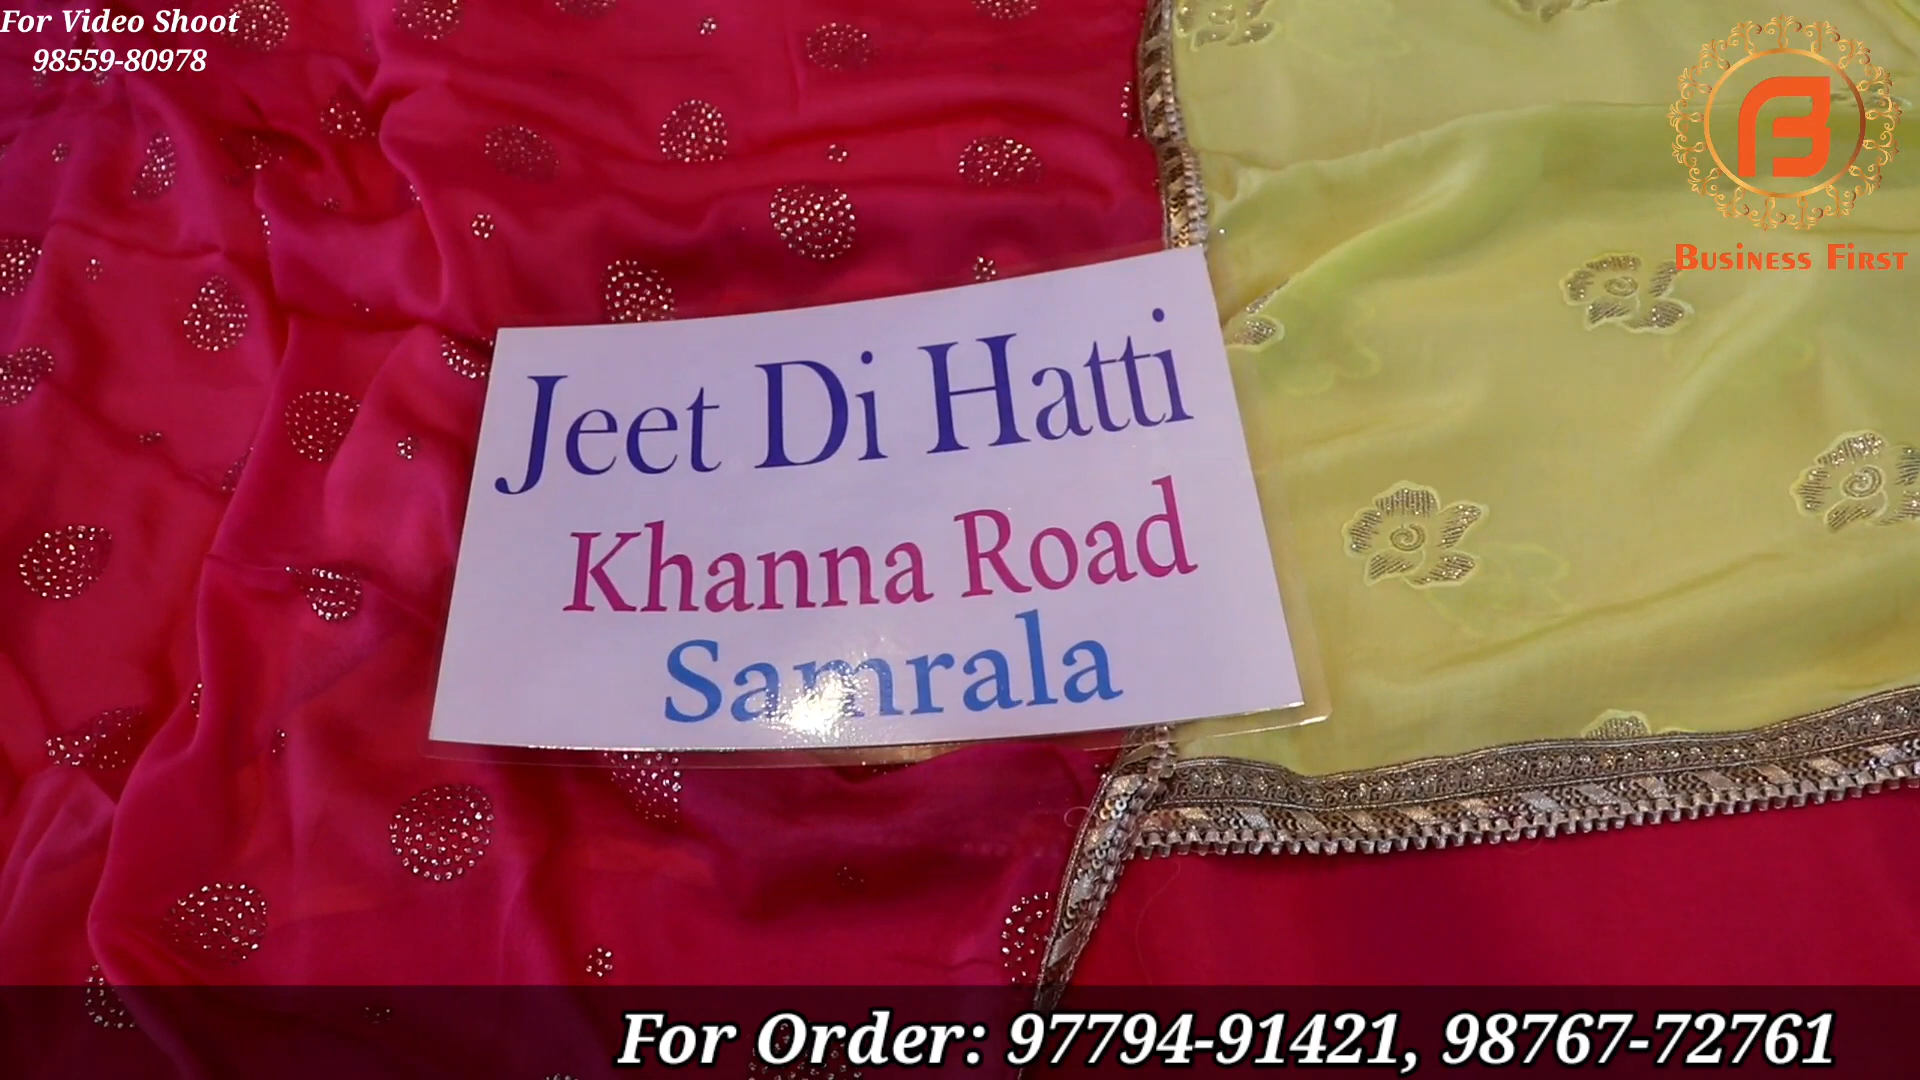 For Video Shoot
98559-80978
BUSINESS FIRST
Jeet Di Hatti
Khanna Road
Samrala
For Order: 97794-91421, 98767-72761